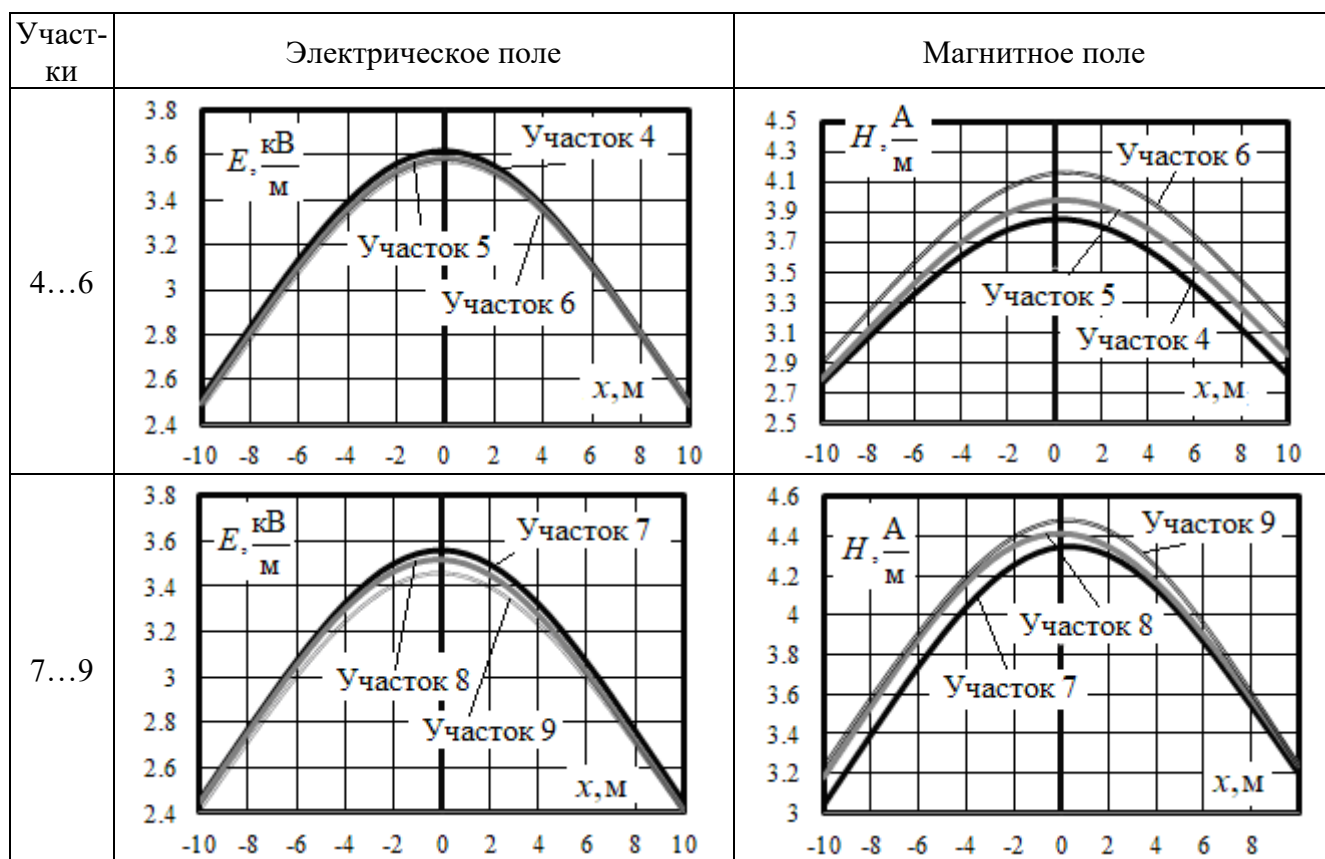 Участ-
ки
Электрическое поле
Магнитное поле
4…6
3.8
3.6
3.4
3.2
3
2.8
2.6
2.4
E, кВ
м
Участок 4
Участок 5
Участок 6
x, м
-10 -8 -6 -4 -2 0 2 4 6 8 10
4.5
4.3
4.1
3.9
3.7
3.5
3.3
3.1
2.9
2.7
2.5
H, А
м
Участок 6
Участок 5
Участок 4
x, м
-10 -8 -6 -4 -2 0 2 4 6 8 10
7…9
3.8
3.6
3.4
3.2
3
2.8
2.6
2.4
E, кВ
м
Участок 7
Участок 8
Участок 9
x, м
-10 -8 -6 -4 -2 0 2 4 6 8 10
4.6
4.4
4.2
4
3.8
3.6
3.4
3.2
3
H, А
м
Участок 9
Участок 8
Участок 7
x, м
-10 -8 -6 -4 -2 0 2 4 6 8